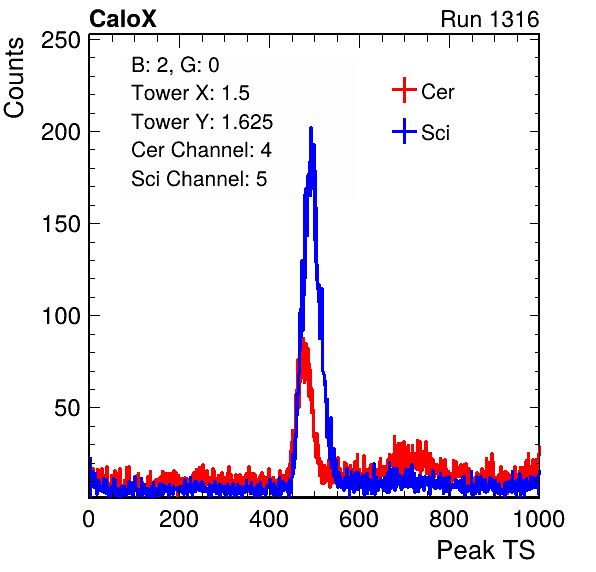 CaloX Run 1316
Counts
250
200
150
100
50
B: 2, G: 0
Tower X: 1.5
Tower Y: 1.625
Cer Channel: 4
Sci Channel: 5
Cer
Sci
0 200 400 600 800 1000
Peak TS